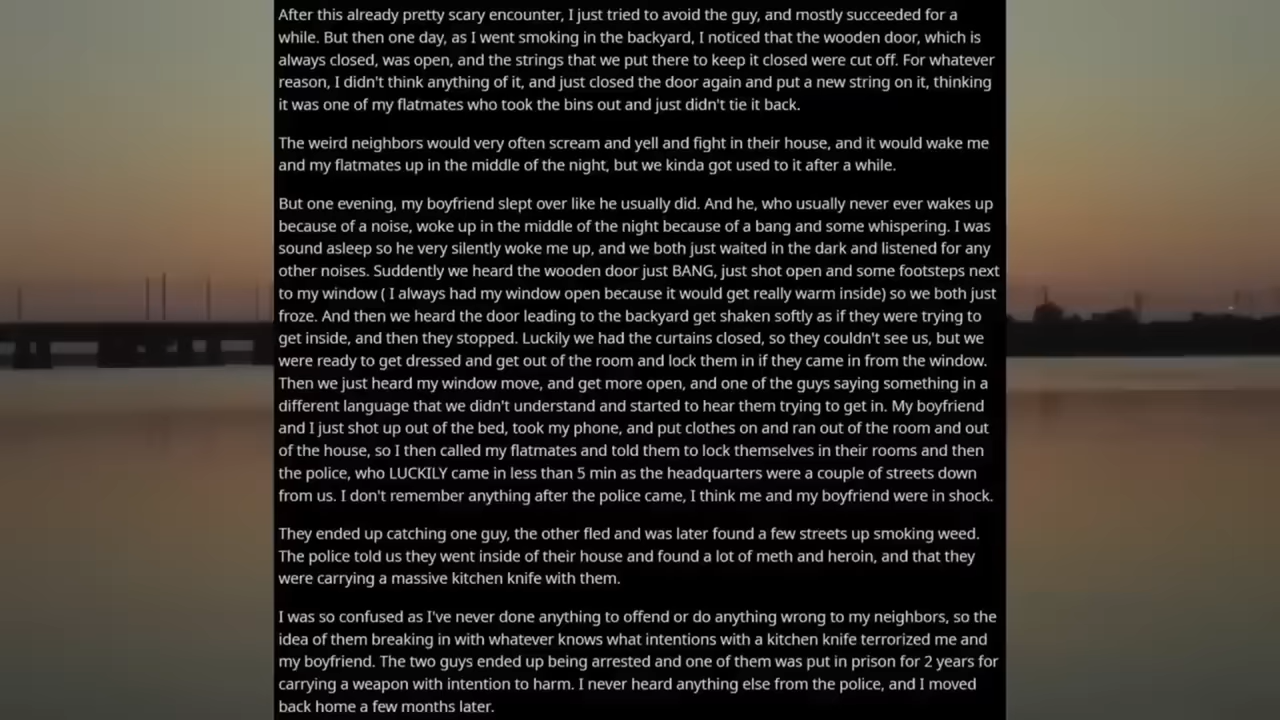 After this already pretty scary encounter, I just tried to avoid the guy, and mostly succeeded for a
while. But then one day, as I went smoking in the backyard, I noticed that the wooden door, which is
always closed, was open, and the strings that we put there to keep it closed were cut off. For whatever
reason, I didn't think anything of it, and just closed the door again and put a new string on it, thinking
it was one of my flatmates who took the bins out and just didn't tie it back.
The weird neighbors would very often scream and yell and fight in their house, and it would wake me
and my flatmates up in the middle of the night, but we kinda got used to it after a while.
But one evening, my boyfriend slept over like he usually did. And he, who usually never ever wakes up
because of a noise, woke up in the middle of the night because of a bang and some whispering. I was
sound asleep so he very silently woke me up, and we both just waited in the dark and listened for any
other noises. Suddenly we heard the wooden door just BANG, just shot open and some footsteps next
to my window ( I always had my window open because it would get really warm inside) so we both just
froze. And then we heard the door leading to the backyard get shaken softly as if they were trying to
get inside, and then they stopped. Luckily we had the curtains closed, so they couldn't see us, but we
were ready to get dressed and get out of the room and lock them in if they came in from the window.
Then we just heard my window move, and get more open, and one of the guys saying something in a
different language that we didn't understand and started to hear them trying to get in. My boyfriend
and I just shot up out of the bed, took my phone, and put clothes on and ran out of the room and out
of the house, so I then called my flatmates and told them to lock themselves in their rooms and then
the police, who LUCKILY came in less than 5 min as the headquarters were a couple of streets down
from us. I don't remember anything after the police came, I think me and my boyfriend were in shock.
They ended up catching one guy, the other fled and was later found a few streets up smoking weed.
The police told us they went inside of their house and found a lot of meth and heroin, and that they
were carrying a massive kitchen knife with them.
I was so confused as I've never done anything to offend or do anything wrong to my neighbors, so the
idea of them breaking in with whatever knows what intentions with a kitchen knife terrorized me and
my boyfriend. The two guys ended up being arrested and one of them was put in prison for 2 years for
carrying a weapon with intention to harm. I never heard anything else from the police, and I moved
back home a few months later.